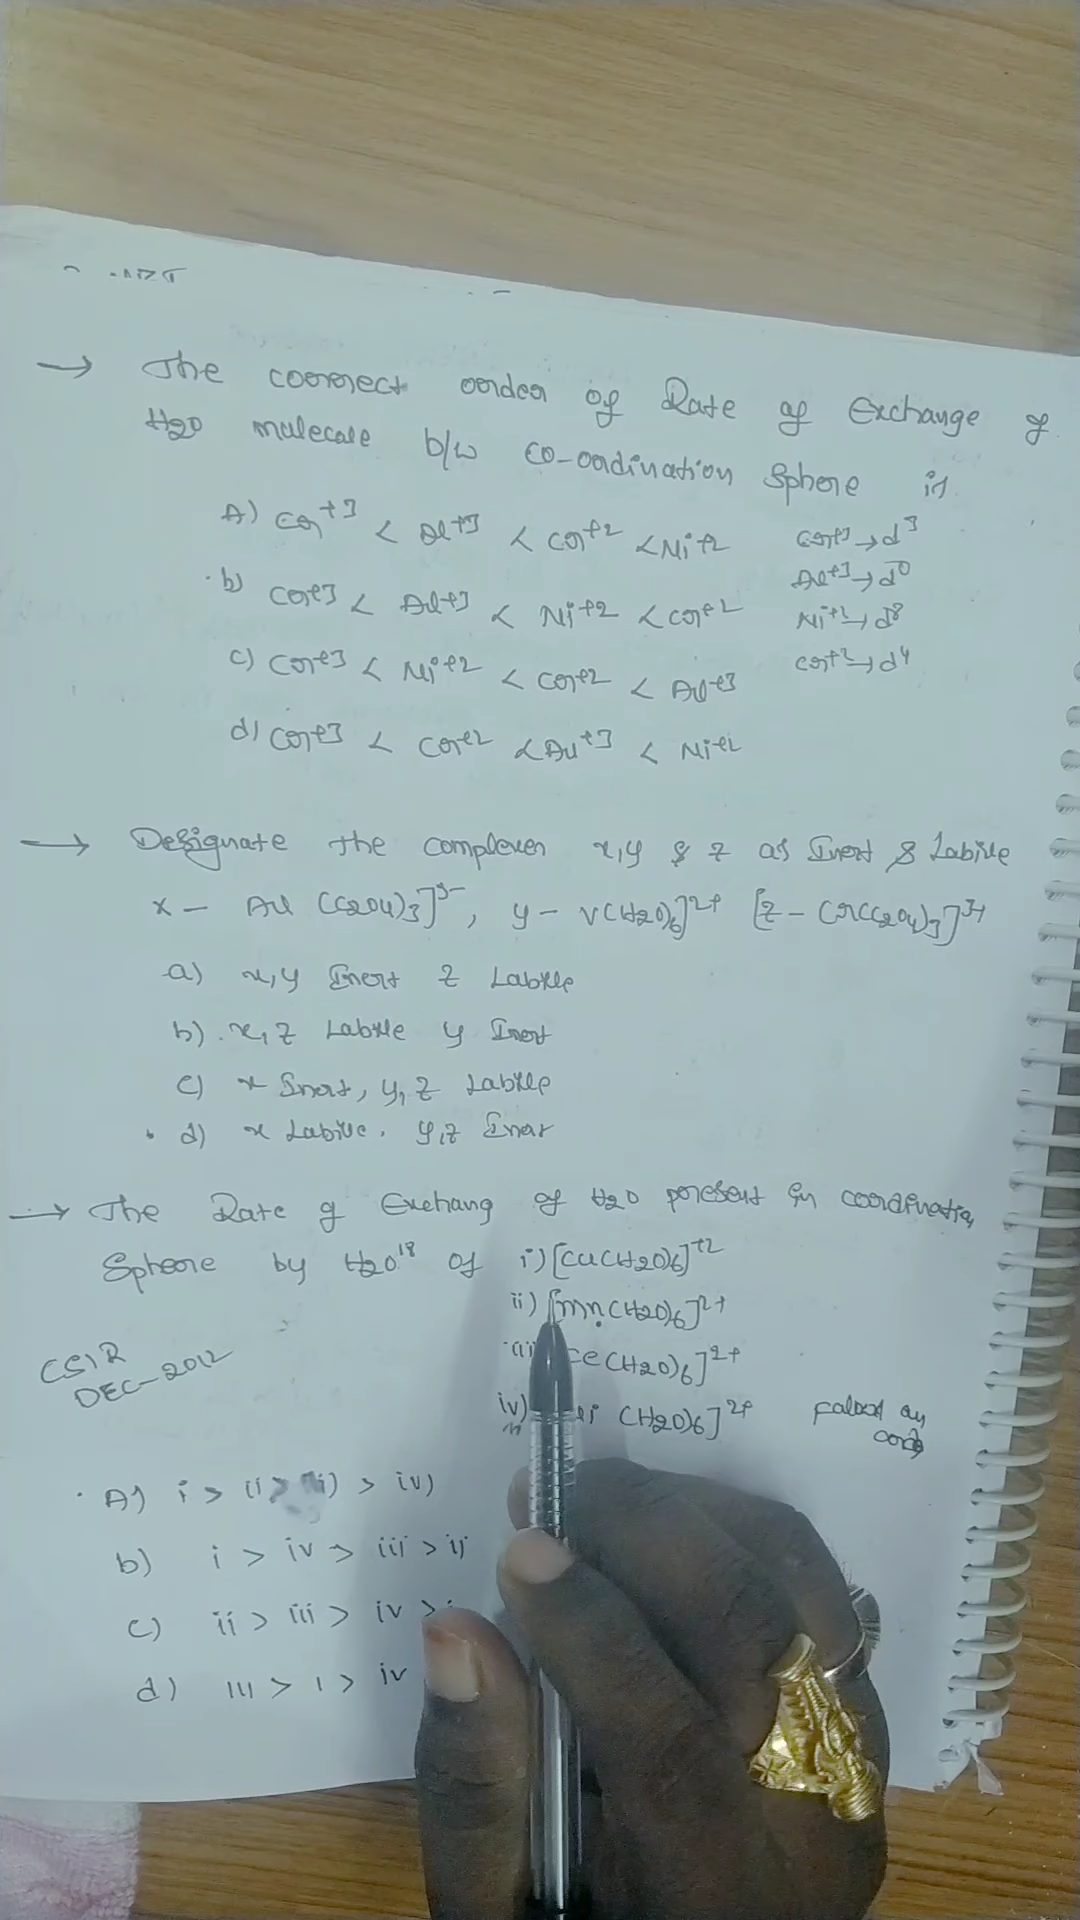 → The correct order of Rate of Exchange of
H2O malecule b/w co-ordination Sphere is
A) Cr+3 < Al+3 < Cr+2 < Ni+2 Cr+3 → d3
b) Cr+3 < Al+3 < Ni+2 < Cr+2 Al+3 → d0
Ni+2 → d8
c) Cr+3 < Ni+2 < Cr+2 < Al+3 Cr+2 → d4
d) Cr+3 < Cr+2 < Al+3 < Ni+2
→ Designate the complexes x,y & z as Inert & Labile
x - Al (C2O4)3]3-, y - V(H2O)6]2+ [z - Cr(C2O4)3]3+
a) x,y Inert z Labile
b) x,z Labile y Inert
c) x Inert, y, z Labile
d) x Labile. y,z Inert
→ The Rate of Exchang of H2O present in coordination
Sphere by H2O18 of i) [Cu(H2O)6]+2
ii) [Mn(H2O)6]2+
(H2O)6]2+
iv) (H2O)6]2+
CSIR
DEC-2012
A) i > ii > iii) > iv)
b) i > iv > iii > ii
c) ii > iii > iv >
d) iii > i > iv